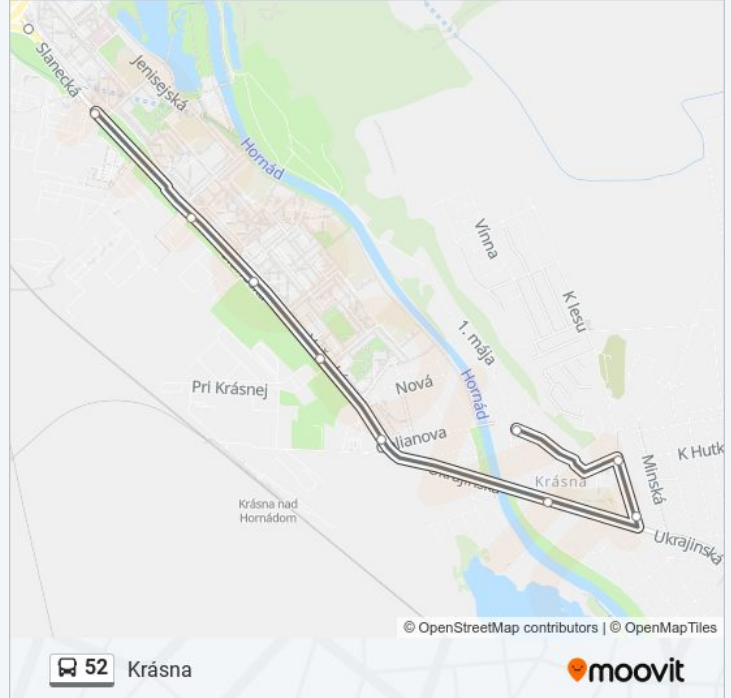 Slanecká
Jenisejská
Hornád
Vínna
K lesu
1. mája
Hornád
Nová
Pri Krásnej
K Hutk
Minská
Krásna
Krásna nad
Hornádom
Ukrajinská
© OpenStreetMap contributors | © OpenMapTiles
52 Krásna
moovit